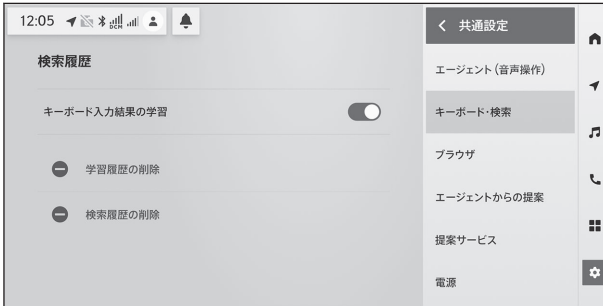 12:05 DCM
検索履歴
キーボード入力結果の学習
学習履歴の削除
検索履歴の削除
共通設定
エージェント(音声操作)
キーボード・検索
ブラウザ
エージェントからの提案
提案サービス
電源